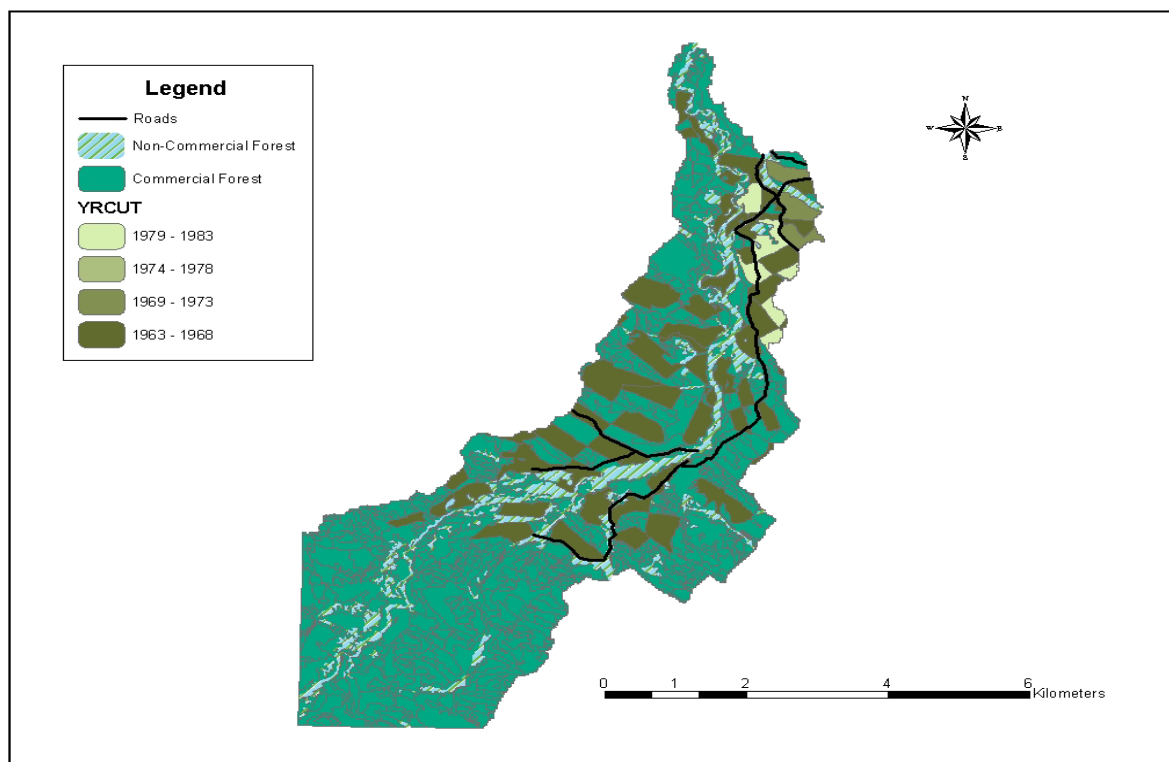 Legend
Roads
Non-Commercial Forest
Commercial Forest
YRCUT
1979 - 1983
1974 - 1978
1969 - 1973
1963 - 1968
N
W
E
S
0 1 2 4 6
Kilometers